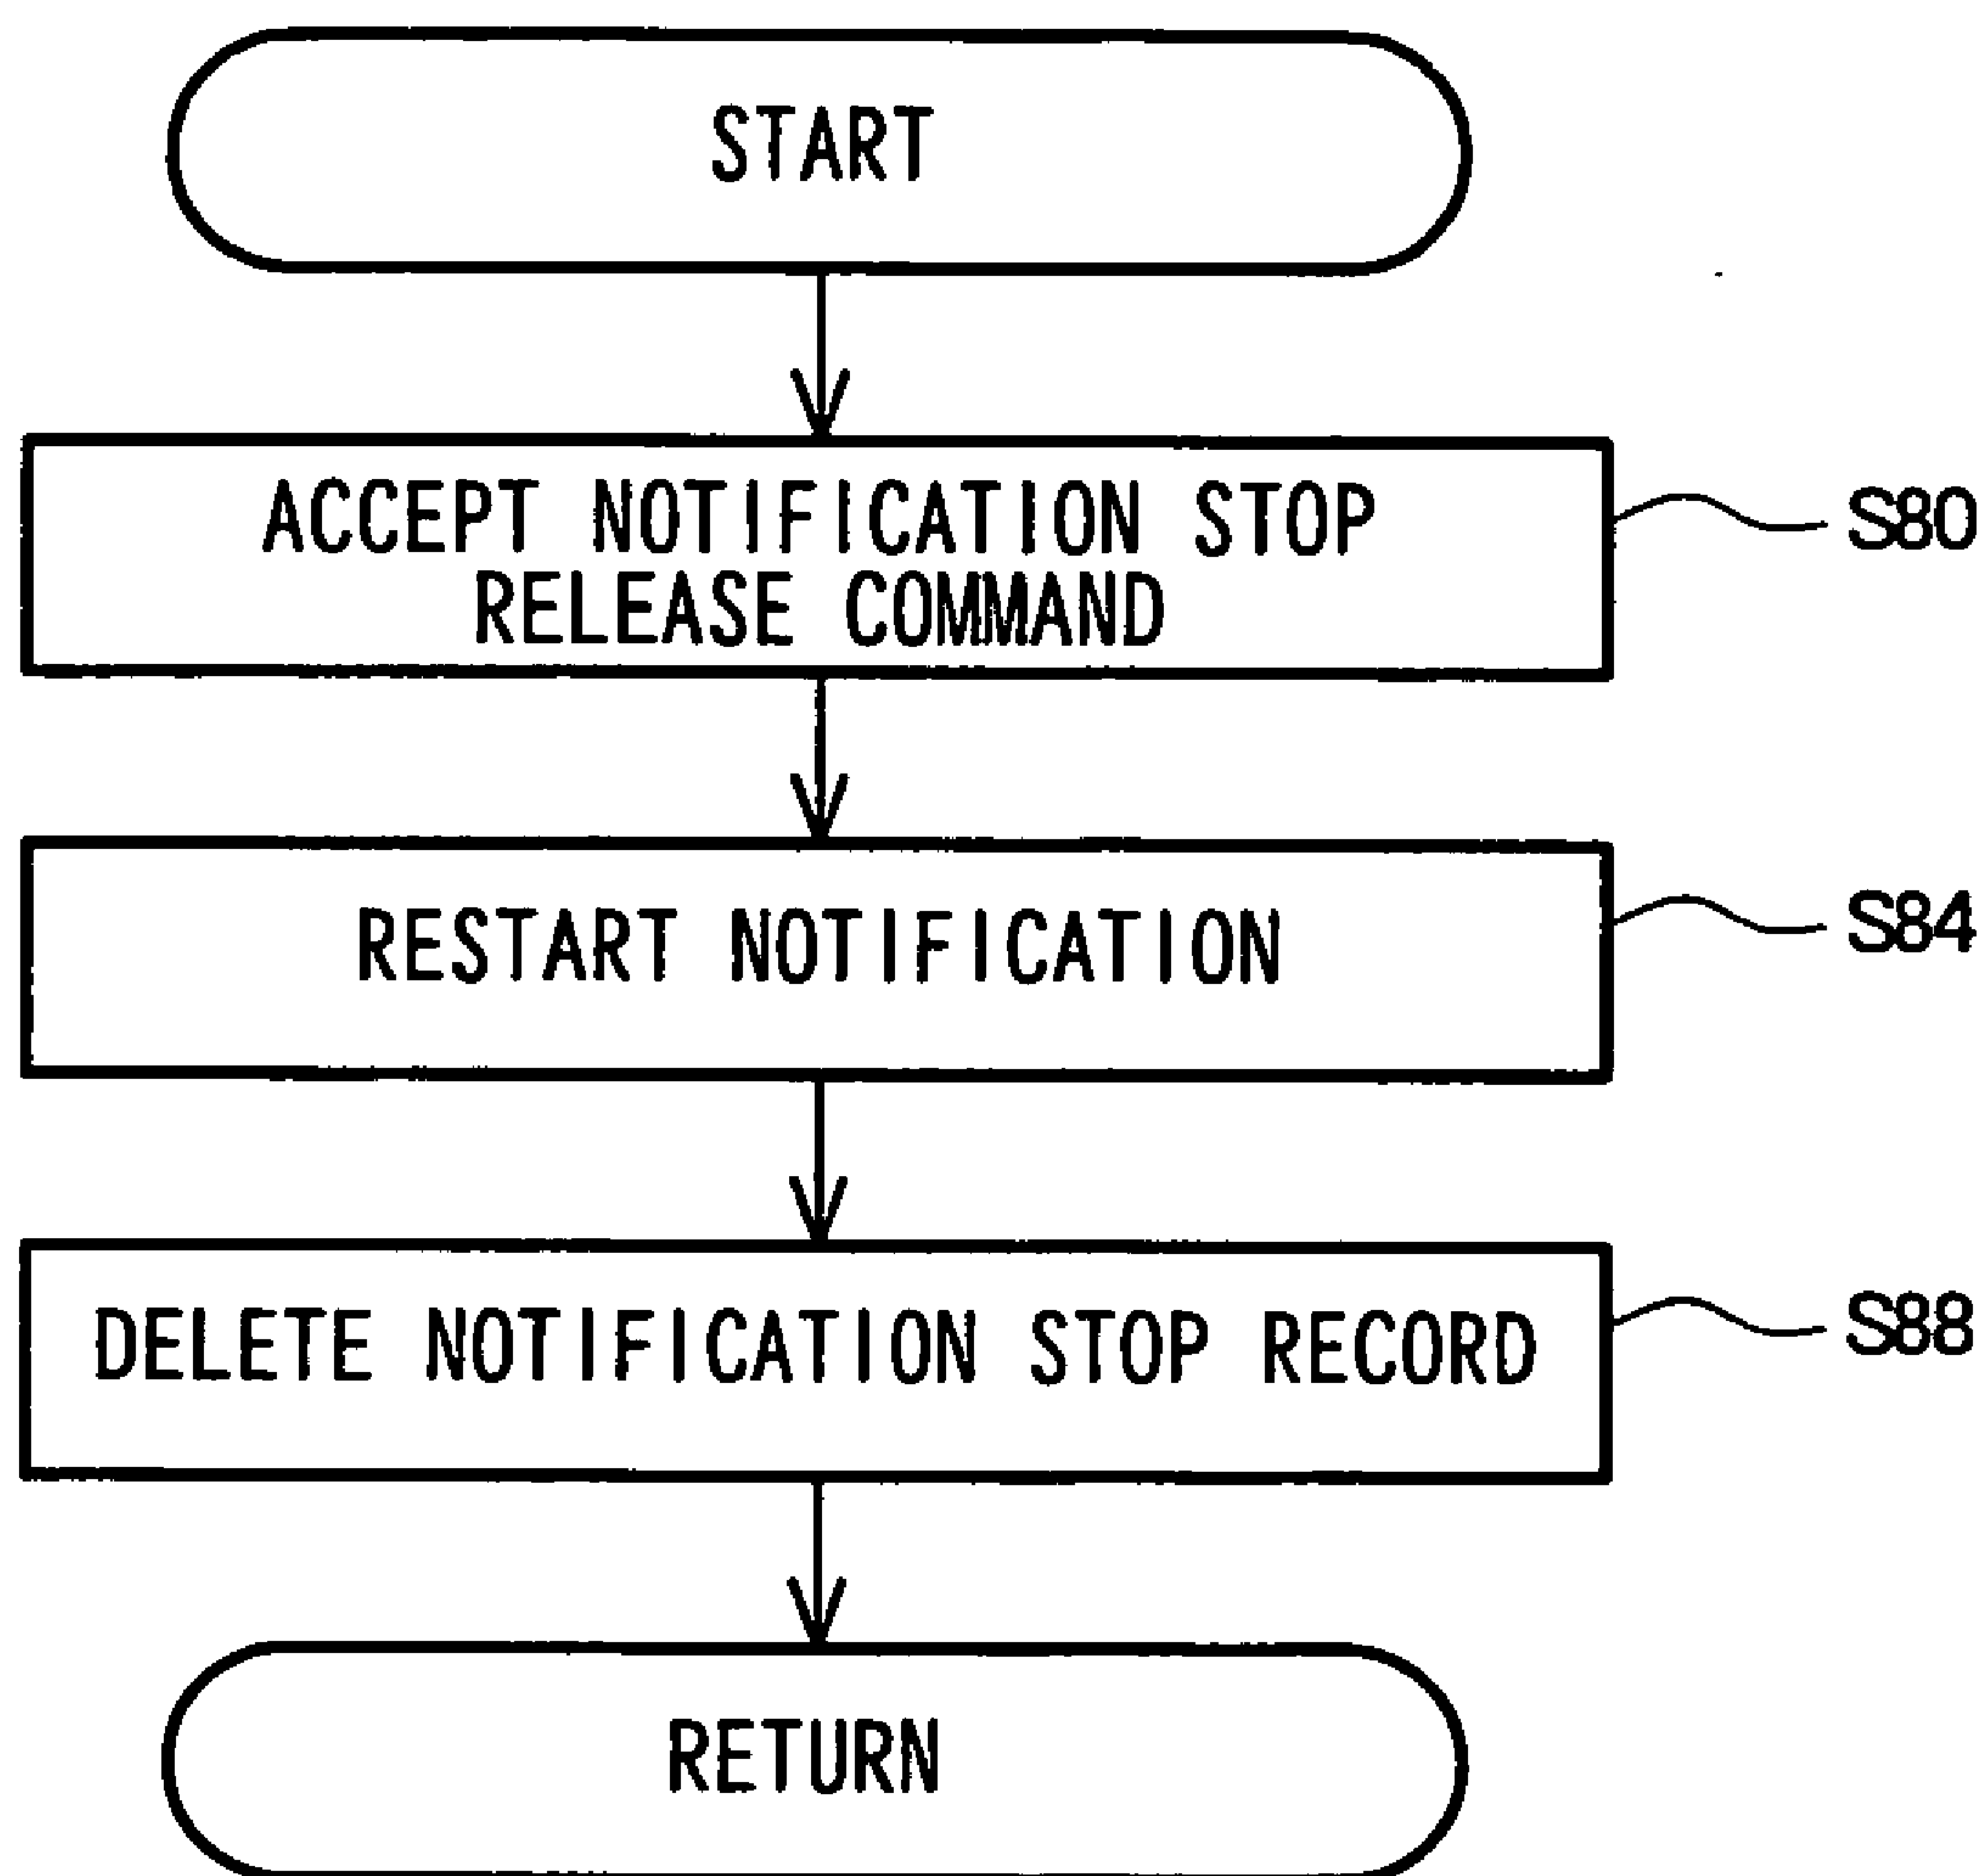 START
ACCEPT NOTIFICATION STOP
RELEASE COMMAND
S80
RESTART NOTIFICATION
S84
DELETE NOTIFICATION STOP RECORD
S88
RETURN